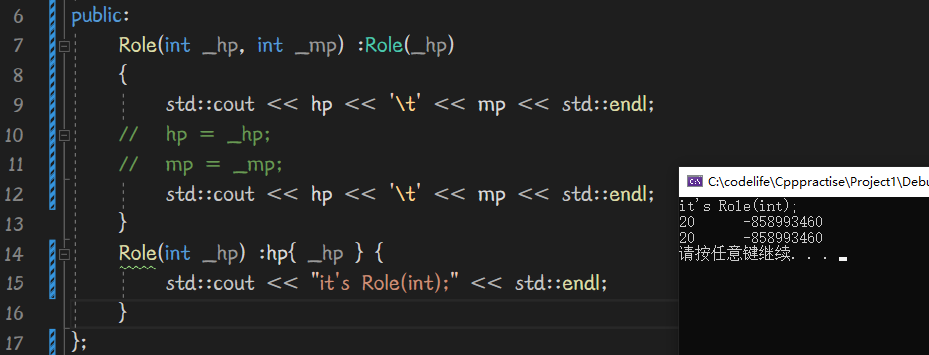 6 public:
7 Role(int _hp, int _mp) :Role(_hp)
8 {
9 std::cout << hp << '\t' << mp << std::endl;
10 // hp = _hp;
11 // mp = _mp;
12 std::cout << hp << '\t' << mp << std::endl;
13 }
14 Role(int _hp) :hp{ _hp } {
15 std::cout << "it's Role(int);" << std::endl;
16 }
17 };
C:\codelife\Cpppractise\Project1\Debu
it's Role(int);
20 -858993460
20 -858993460
请按任意键继续. . .